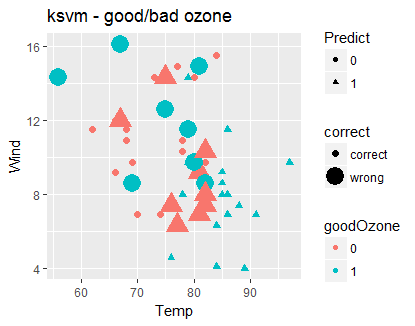 ksvm - good/bad ozone
16
12
8
4
Wind
60
70
80
90
Temp
Predict
0
1
correct
correct
wrong
goodOzone
0
1